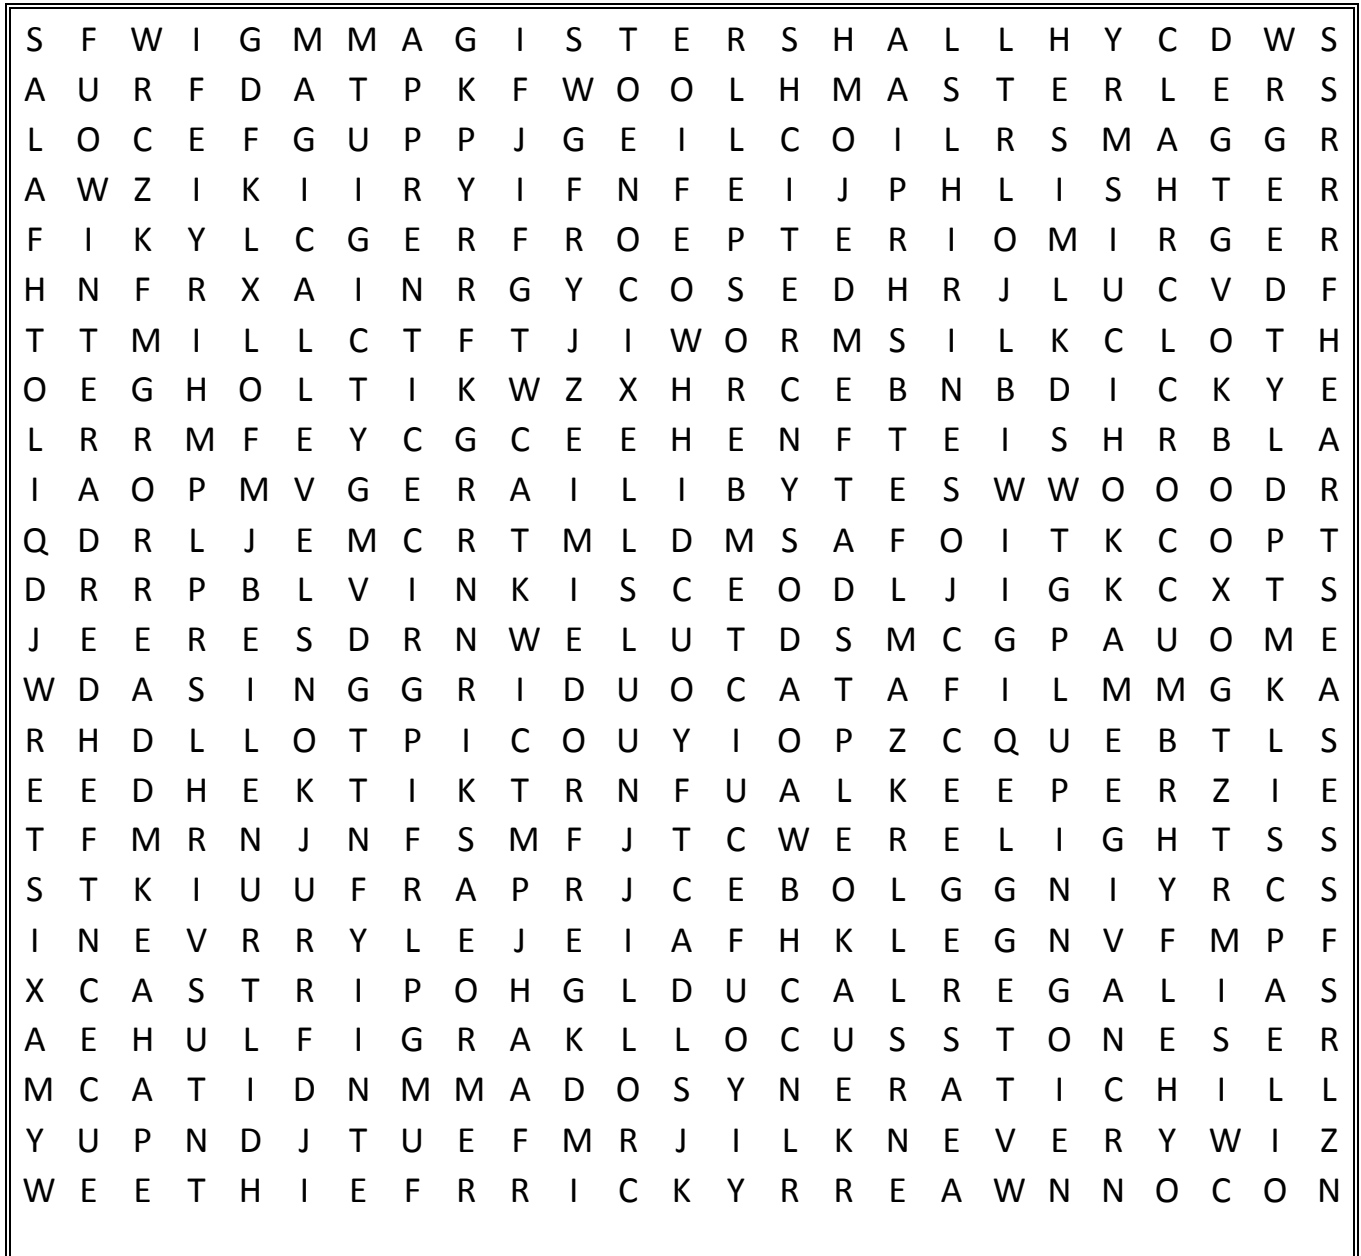 S F W I G M M A G I S T E R S H A L L H Y C D W S
A U R F D A T P K F W O O L H M A S T E R L E R S
L O C E F G U P P J G E I L C O I L R S M A G G R
A W Z I K I I R Y I F N F E I J P H L I S H T E R
F I K Y L C G E R F R O E P T E R I O M I R G E R
H N F R X A I N R G Y C O S E D H R J L U C V D F
T T M I L L C T F T J I W O R M S I L K C L O T H
O E G H O L T I K W Z X H R C E B N B D I C K Y E
L R R M F E Y C G C E E H E N F T E I S H R B L A
I A O P M V G E R A I L I B Y T E S W W O O O D R
Q D R L J E M C R T M L D M S A F O I T K C O P T
D R R P B L V I N K I S C E O D L J I G K C X T S
J E E R E S D R N W E L U T D S M C G P A U O M E
W D A S I N G G R I D U O C A T A F I L M M G K A
R H D L L O T P I C O U Y I O P Z C Q U E B T L S
E E D H E K T I K T R N F U A L K E E P E R Z I E
T F M R N J N F S M F J T C W E R E L I G H T S S
S T K I U U F R A P R J C E B O L G G N I Y R C S
I N E V R R Y L E J E I A F H K L E G N V F M P F
X C A S T R I P O H G L D U C A L R E G A L I A S
A E H U L F I G R A K L L O C U S S T O N E S E R
M C A T I D N M M A D O S Y N E R A T I C H I L L
Y U P N D J T U E F M R J I L K N E V E R Y W I Z
W E E T H I E F R R I C K Y R R E A W N N O C O N